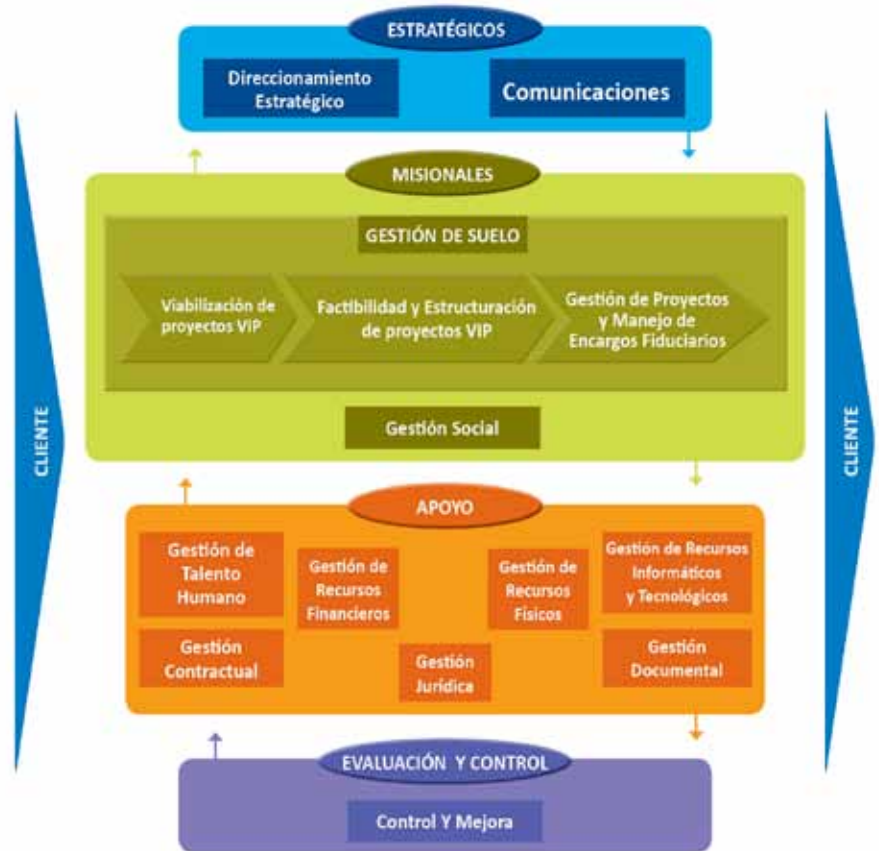 ESTRATÉGICOS
Direccionamiento
Estratégico
Comunicaciones
MISIONALES
GESTIÓN DE SUELO
Viabilización de
proyectos VIP
Factibilidad y Estructuración
de proyectos VIP
Gestión de Proyectos
y Manejo de
Encargos Fiduciarios
Gestión Social
CLIENTE
CLIENTE
APOYO
Gestión de
Talento
Humano
Gestión de
Recursos
Financieros
Gestión de
Recursos
Físicos
Gestión de Recursos
Informáticos
y Tecnológicos
Gestión
Contractual
Gestión
Jurídica
Gestión
Documental
EVALUACIÓN Y CONTROL
Control Y Mejora